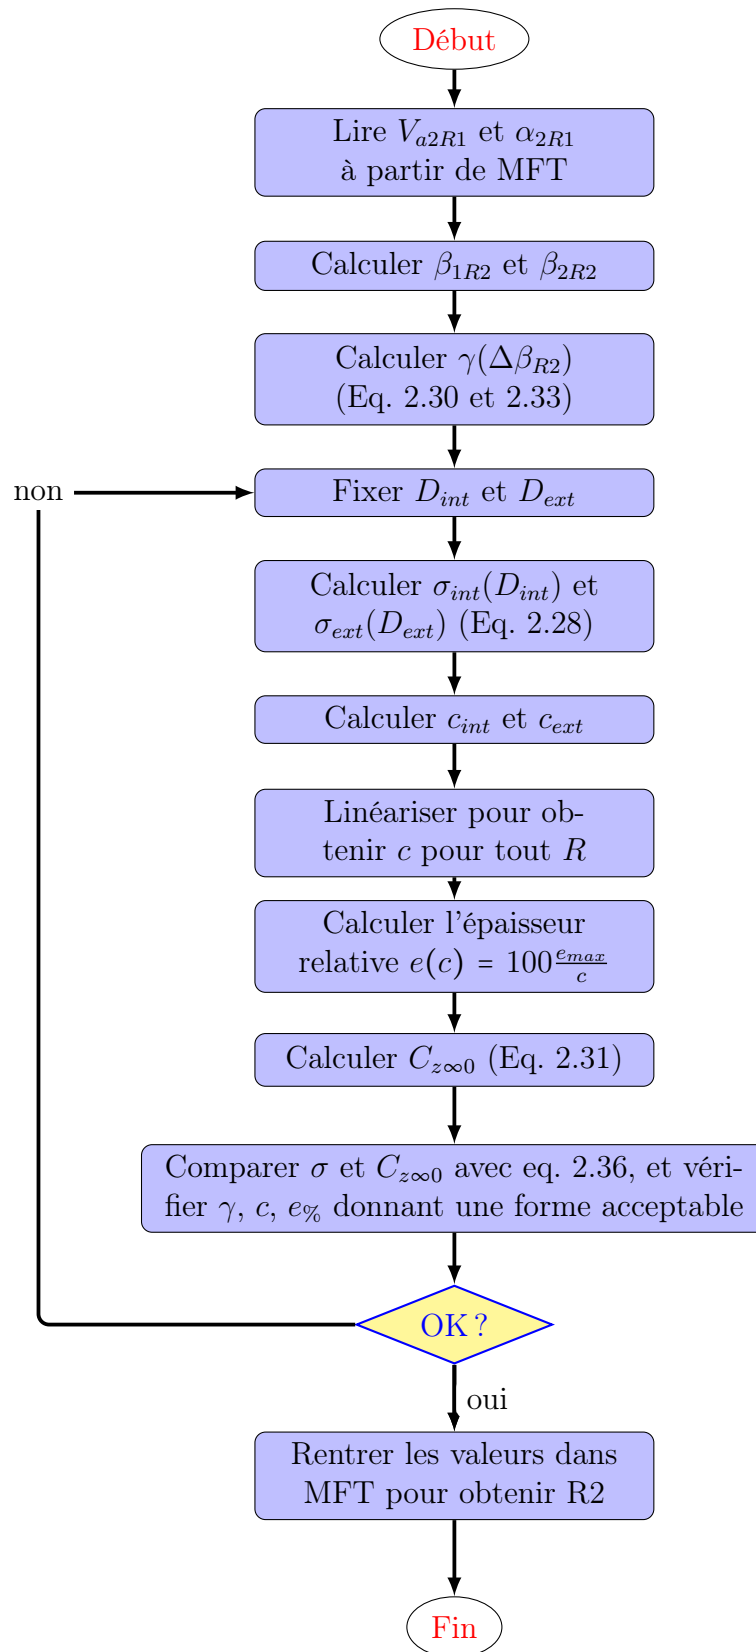 Début
Lire V_{a2R1} et α_{2R1}
à partir de MFT
Calculer β_{1R2} et β_{2R2}
Calculer γ(Δβ_{R2})
(Eq. 2.30 et 2.33)
non
Fixer D_{int} et D_{ext}
Calculer σ_{int}(D_{int}) et
σ_{ext}(D_{ext}) (Eq. 2.28)
Calculer c_{int} et c_{ext}
Linéariser pour ob-
tenir c pour tout R
Calculer l'épaisseur
relative e(c) = 100\frac{e_{max}}{c}
Calculer C_{z∞0} (Eq. 2.31)
Comparer σ et C_{z∞0} avec eq. 2.36, et véri-
fier γ, c, e_% donnant une forme acceptable
OK ?
oui
Rentrer les valeurs dans
MFT pour obtenir R2
Fin